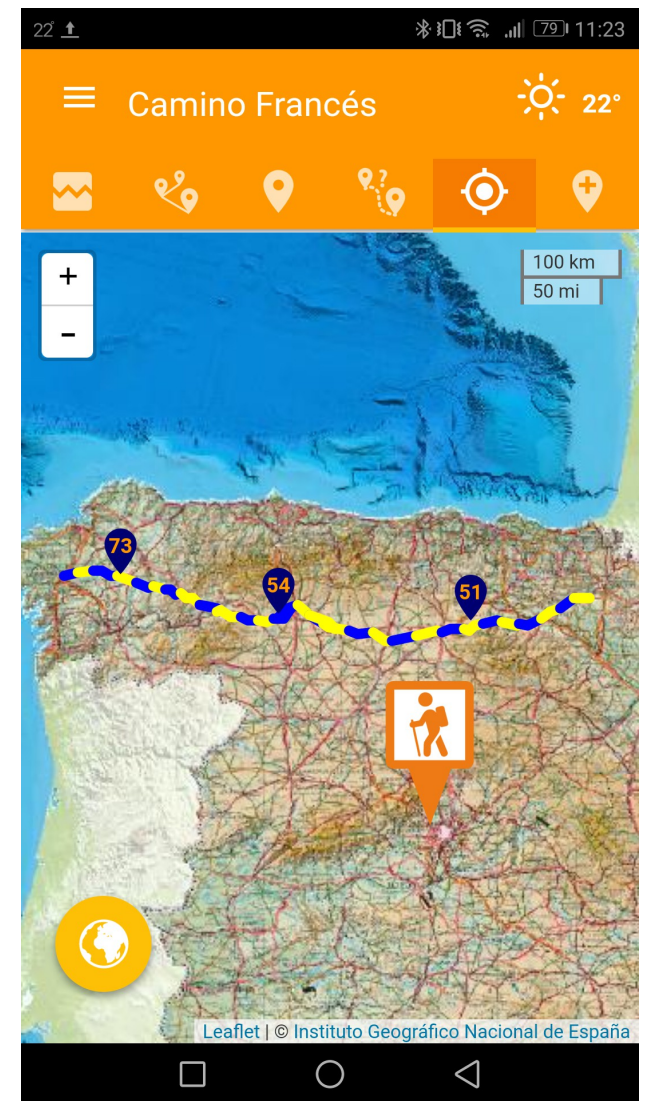 22° 79 11:23
Camino Francés 22°
?
+
-
100 km
50 mi
73
54
51
Leaflet | © Instituto Geográfico Nacional de España